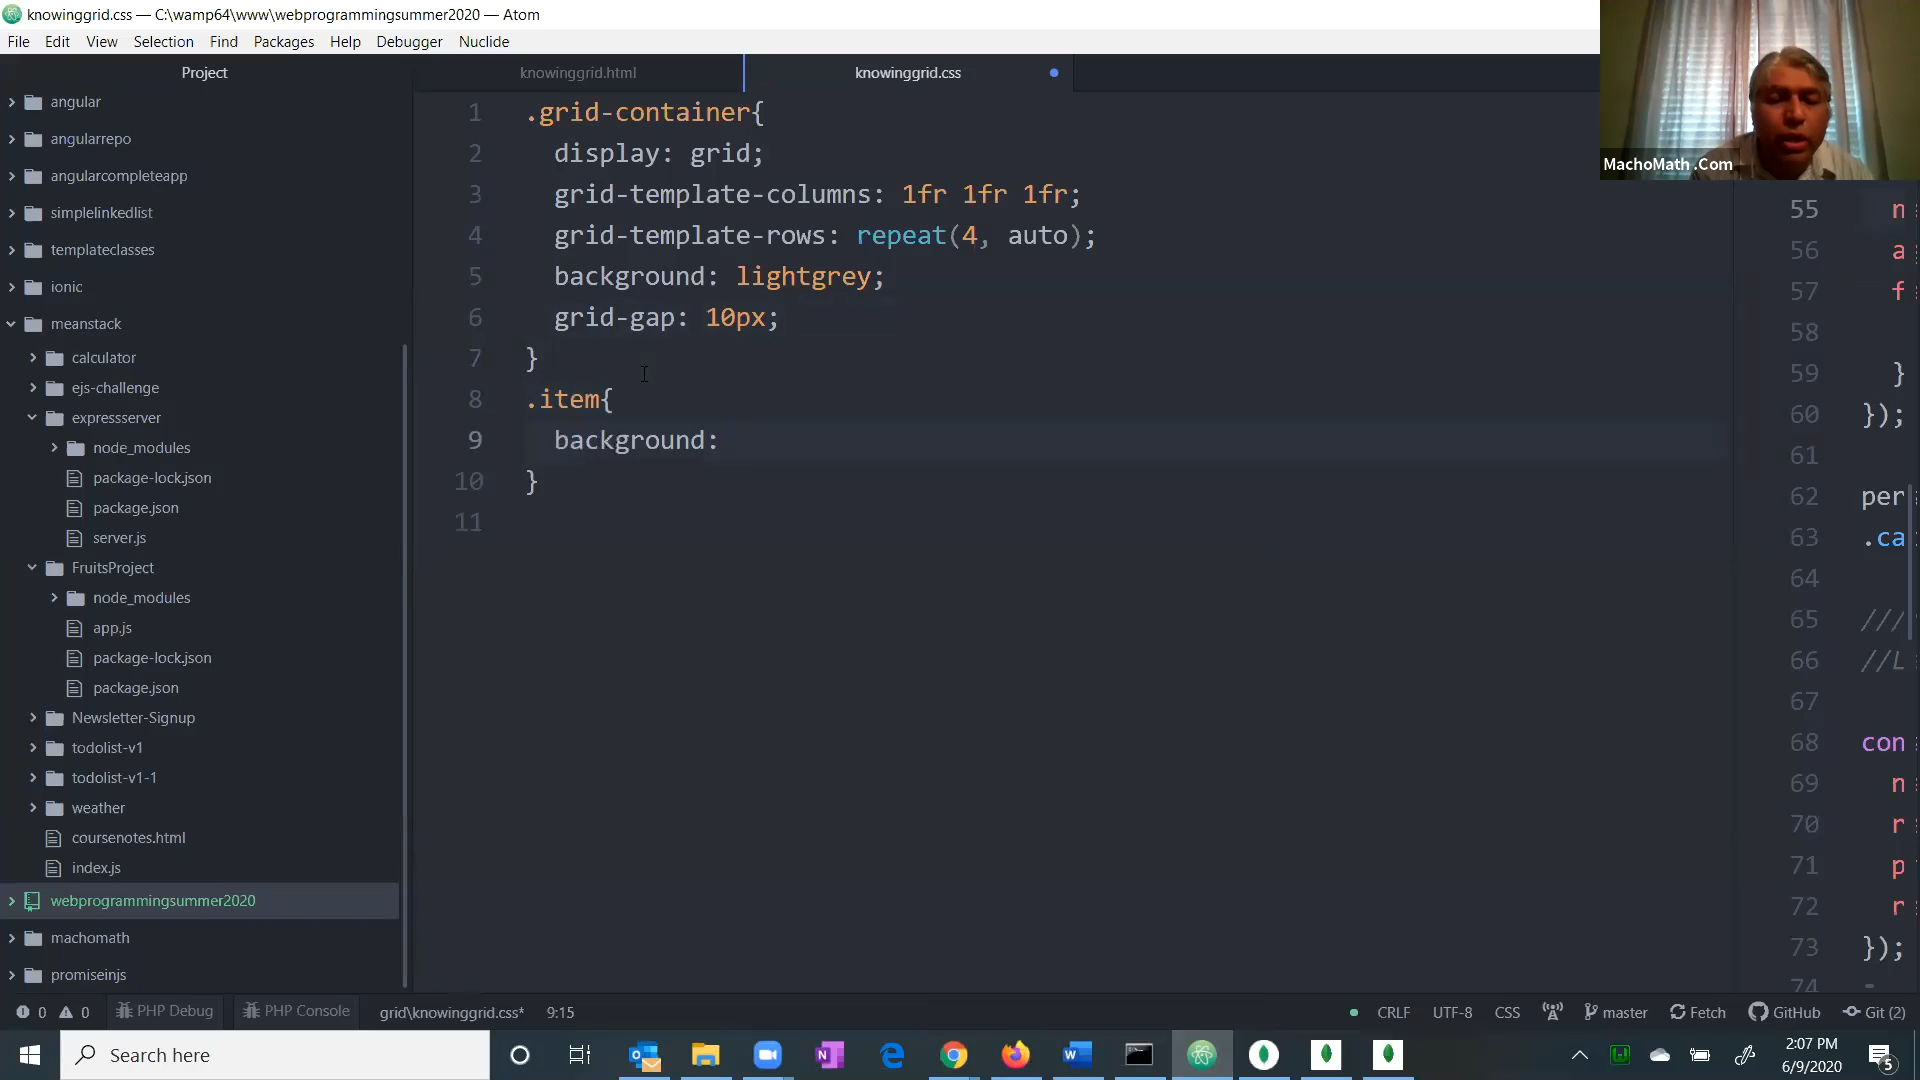 knowinggrid.css — C:\wamp64\www\webprogrammingsummer2020 — Atom
File Edit View Selection Find Packages Help Debugger Nuclide
Project
knowinggrid.html
knowinggrid.css
angular
angularrepo
angularcompleteapp
simplelinkedlist
templateclasses
ionic
meanstack
calculator
ejs-challenge
expressserver
node_modules
package-lock.json
package.json
server.js
FruitsProject
node_modules
app.js
package-lock.json
package.json
Newsletter-Signup
todolist-v1
todolist-v1-1
weather
coursenotes.html
index.js
webprogrammingsummer2020
machomath
promiseinjs
1 .grid-container{
2 display: grid;
3 grid-template-columns: 1fr 1fr 1fr;
4 grid-template-rows: repeat(4, auto);
5 background: lightgrey;
6 grid-gap: 10px;
7 }
8 .item{
9 background:
10 }
11
MachoMath .Com
55 n
56 a
57 f
58
59 }
60 });
61
62 per
63 .ca
64
65 ///
66 //L
67
68 con
69 n
70 r
71 p
72 r
73 });
74
0 0 PHP Debug PHP Console grid\knowinggrid.css* 9:15 CRLF UTF-8 CSS master Fetch GitHub Git (2)
Search here
2:07 PM
6/9/2020
5